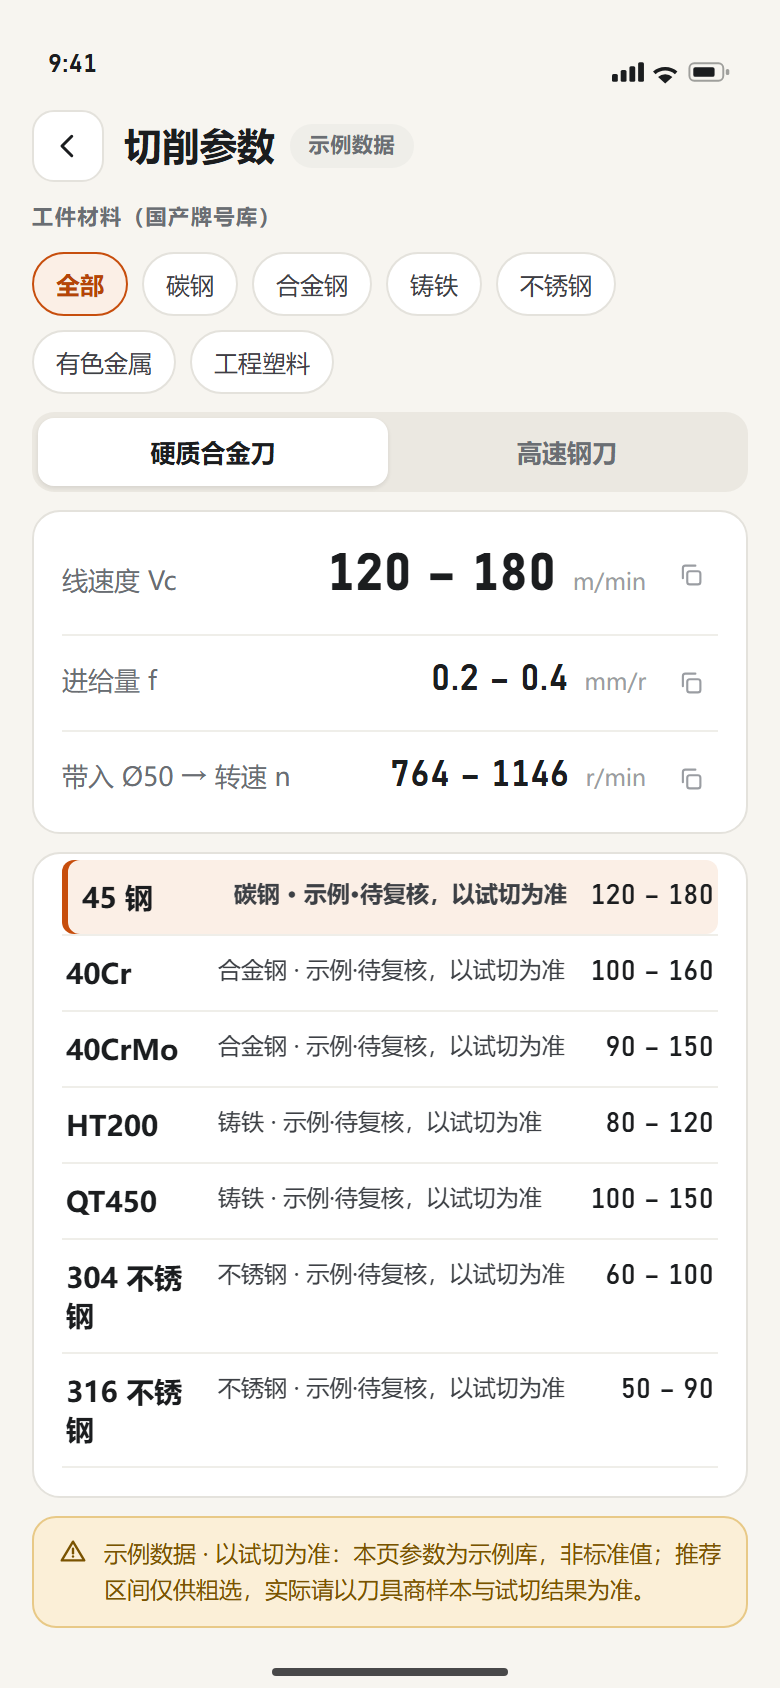 9:41
切削参数 示例数据
工件材料（国产牌号库）
全部 碳钢 合金钢 铸铁 不锈钢
有色金属 工程塑料
硬质合金刀 高速钢刀
线速度 Vc 120 – 180 m/min
进给量 f 0.2 – 0.4 mm/r
带入 Ø50 → 转速 n 764 – 1146 r/min
45 钢 碳钢 · 示例·待复核，以试切为准 120 – 180
40Cr 合金钢 · 示例·待复核，以试切为准 100 – 160
40CrMo 合金钢 · 示例·待复核，以试切为准 90 – 150
HT200 铸铁 · 示例·待复核，以试切为准 80 – 120
QT450 铸铁 · 示例·待复核，以试切为准 100 – 150
304 不锈 不锈钢 · 示例·待复核，以试切为准 60 – 100
钢
316 不锈 不锈钢 · 示例·待复核，以试切为准 50 – 90
钢
示例数据 · 以试切为准：本页参数为示例库，非标准值；推荐
区间仅供粗选，实际请以刀具商样本与试切结果为准。